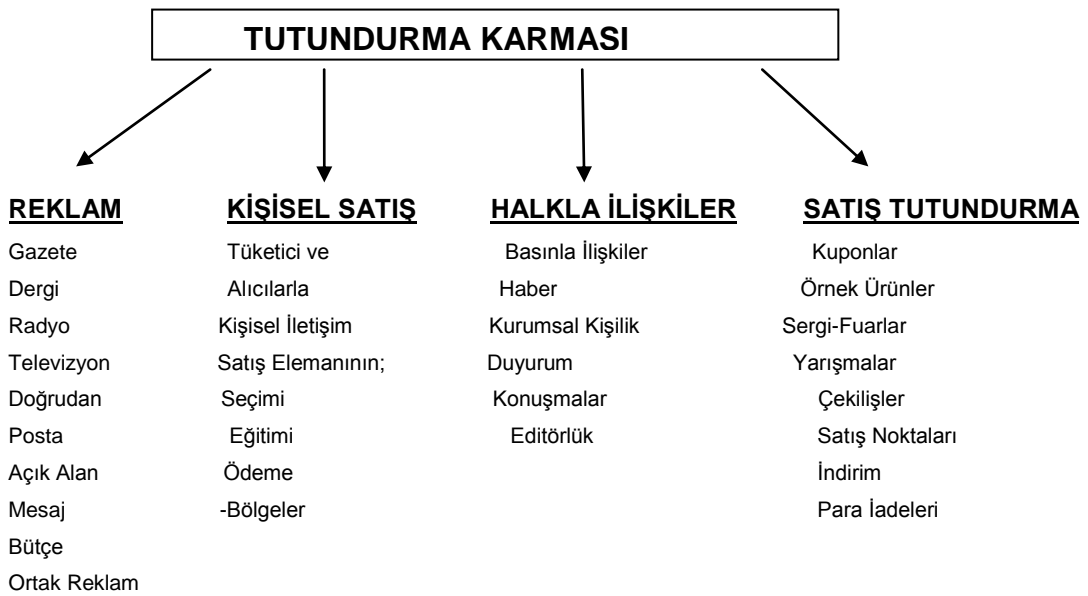 TUTUNDURMA KARMASI
REKLAM
Gazete
Dergi
Radyo
Televizyon
Doğrudan
Posta
Açık Alan
Mesaj
Bütçe
Ortak Reklam
KİŞİSEL SATIŞ
Tüketici ve
Alıcılarla
Kişisel İletişim
Satış Elemanının;
Seçimi
Eğitimi
Ödeme
-Bölgeler
HALKLA İLİŞKİLER
Basınla İlişkiler
Haber
Kurumsal Kişilik
Duyurum
Konuşmalar
Editörlük
SATIŞ TUTUNDURMA
Kuponlar
Örnek Ürünler
Sergi-Fuarlar
Yarışmalar
Çekilişler
Satış Noktaları
İndirim
Para İadeleri